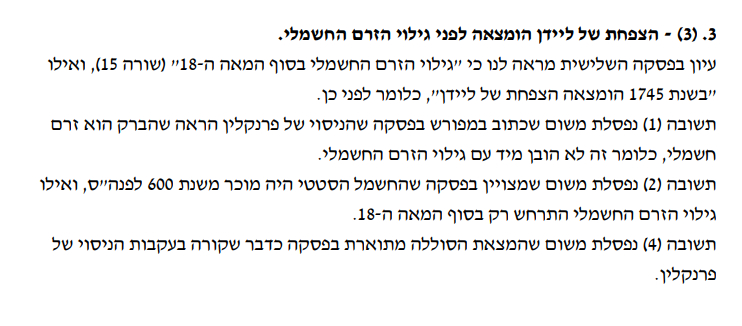 3. (3) - הצפחת של ליידן הומצאה לפני גילוי הזרם החשמלי.
עיון בפסקה השלישית מראה לנו כי "גילוי הזרם החשמלי בסוף המאה ה-18" (שורה 15), ואילו
"בשנת 1745 הומצאה הצפחת של ליידן", כלומר לפני כן.
תשובה (1) נפסלת משום שכתוב במפורש בפסקה שהניסוי של פרנקלין הראה שהברק הוא זרם
חשמלי, כלומר זה לא הובן מיד עם גילוי הזרם החשמלי.
תשובה (2) נפסלת משום שמצויין בפסקה שהחשמל הסטטי היה מוכר משנת 600 לפנה"ס, ואילו
גילוי הזרם החשמלי התרחש רק בסוף המאה ה-18.
תשובה (4) נפסלת משום שהמצאת הסוללה מתוארת בפסקה כדבר שקורה בעקבות הניסוי של
פרנקלין.